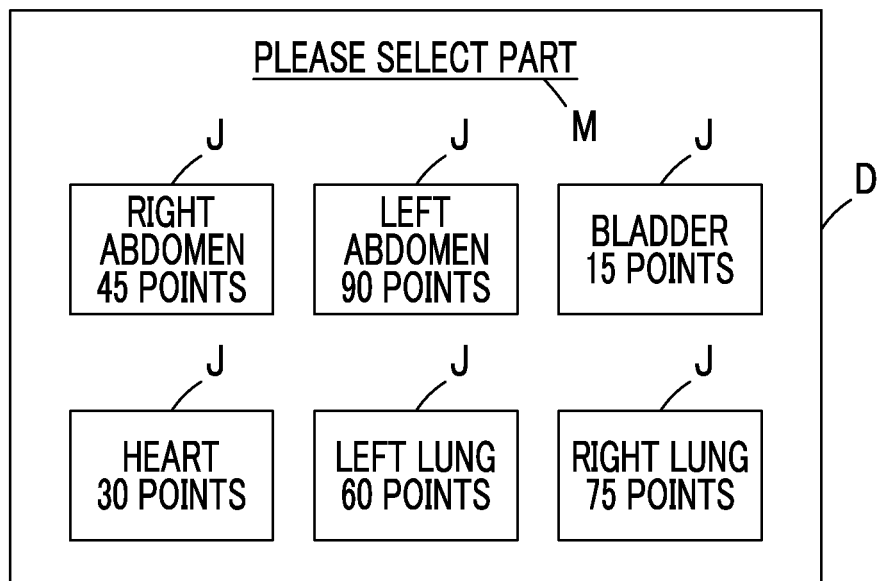 PLEASE SELECT PART
M
J
J
J
D
RIGHT
ABDOMEN
45 POINTS
LEFT
ABDOMEN
90 POINTS
BLADDER
15 POINTS
J
J
J
HEART
30 POINTS
LEFT LUNG
60 POINTS
RIGHT LUNG
75 POINTS